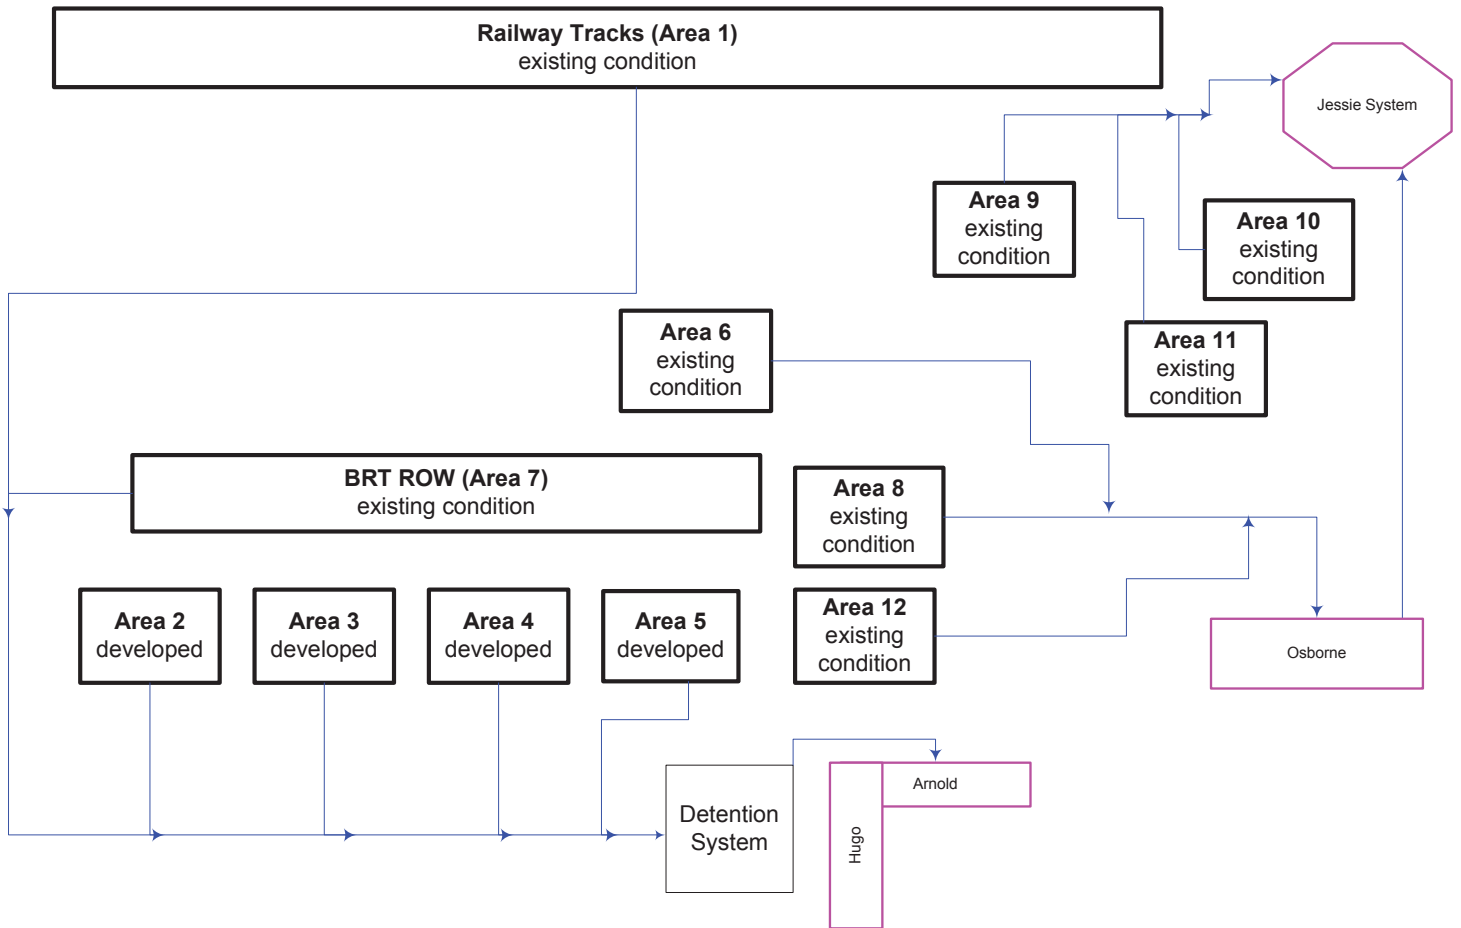 Railway Tracks (Area 1)
existing condition
Jessie System
Area 9
existing
condition
Area 10
existing
condition
Area 6
existing
condition
Area 11
existing
condition
BRT ROW (Area 7)
existing condition
Area 8
existing
condition
Area 2
developed
Area 3
developed
Area 4
developed
Area 5
developed
Area 12
existing
condition
Osborne
Detention
System
Arnold
Hugo